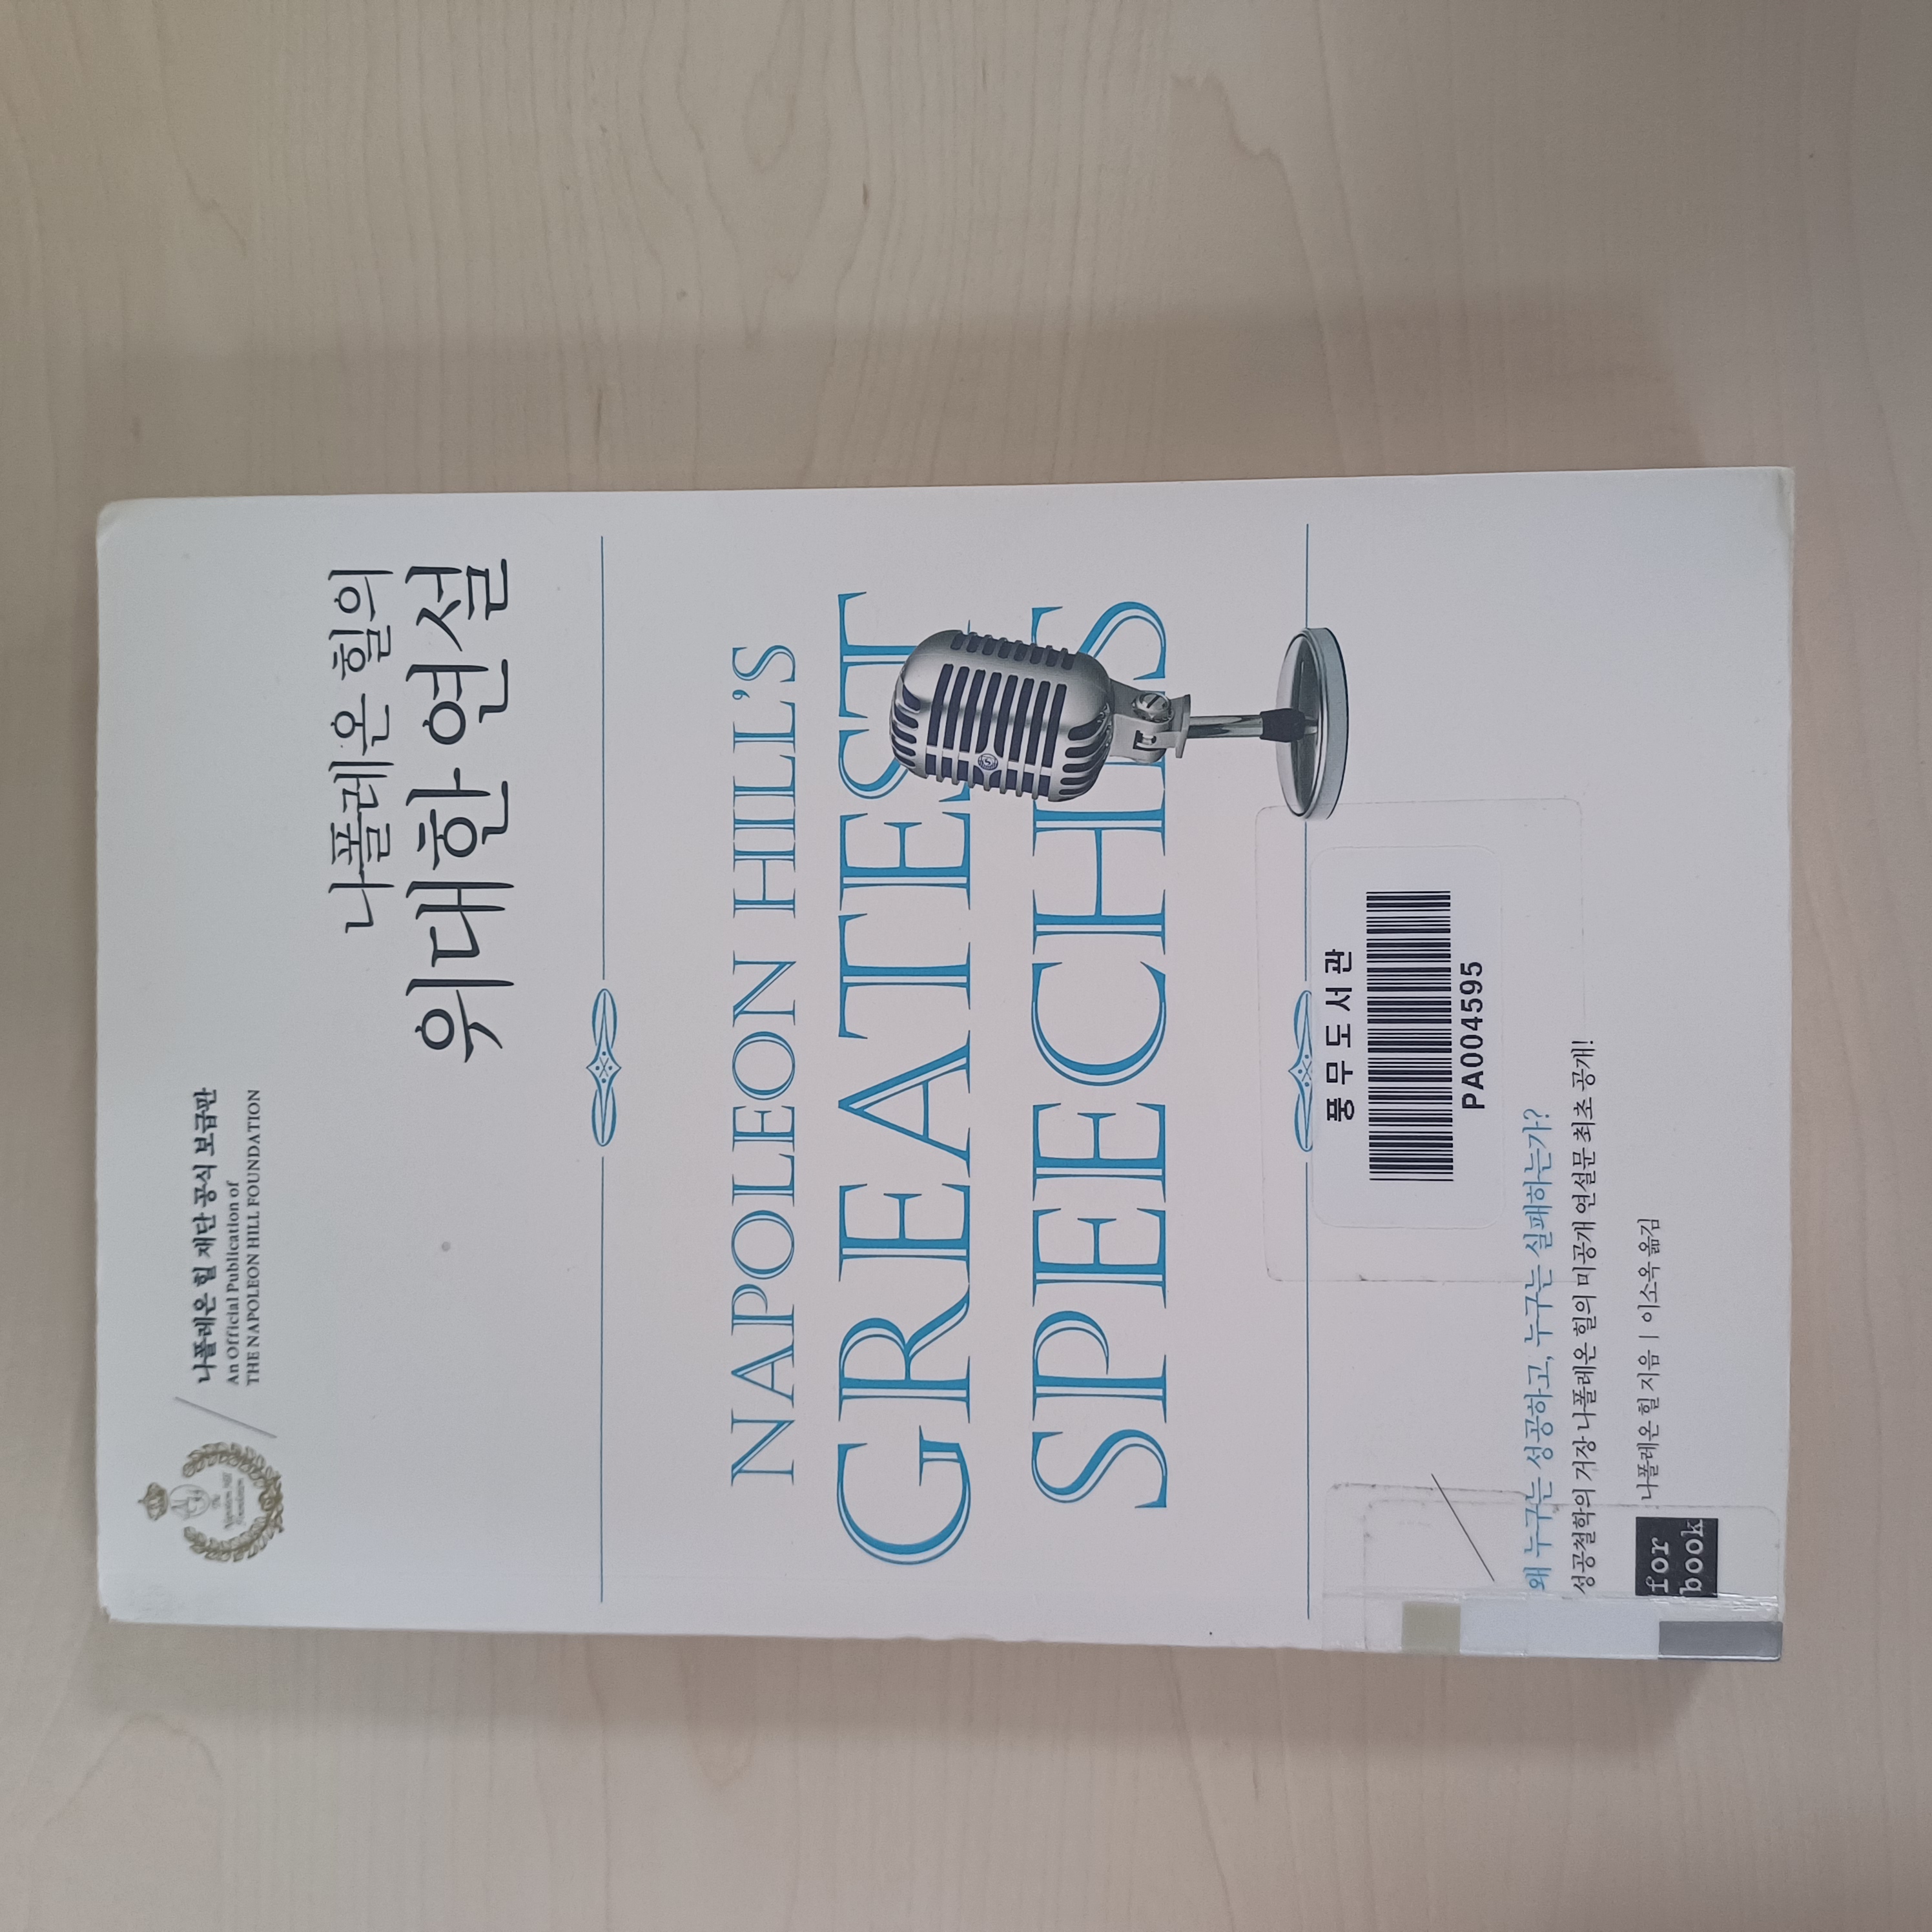 나폴레온 힐 재단 공식 보급판
An Official Publication of
THE NAPOLEON HILL FOUNDATION
나폴레온 힐의
위대한 연설
NAPOLEON HILL'S
GREATEST
SPEECHES
풍무도서관
PA004595
왜 누구는 성공하고, 누구는 실패하는가?
성공철학의 거장 나폴레온 힐의 미공개 연설문 최초 공개!
나폴레온 힐 지음 | 이소옥 옮김
for
book